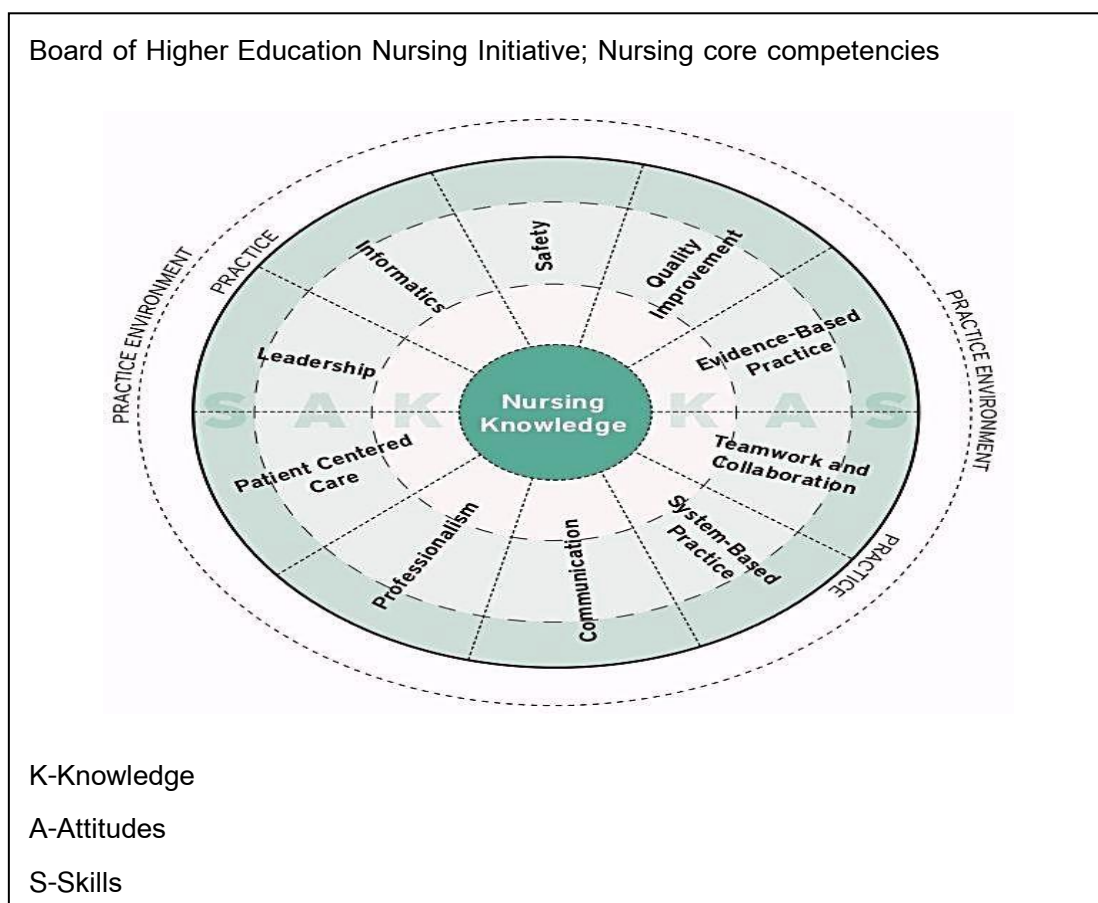 Board of Higher Education Nursing Initiative; Nursing core competencies
PRACTICE ENVIRONMENT
PRACTICE
Informatics
Safety
Quality
Improvement
Evidence-Based
Practice
PRACTICE ENVIRONMENT
Leadership
S A K
Nursing
Knowledge
K A S
Patient Centered
Care
Teamwork and
Collaboration
Professionalism
Communication
System-Based
Practice
PRACTICE
K-Knowledge
A-Attitudes
S-Skills